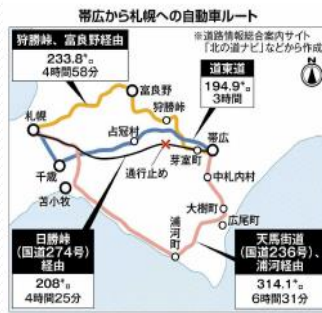 帯広から札幌への自動車ルート
※道路情報総合案内サイト
「北の道ナビ」などから作成
狩勝峠、富良野経由
233.8㌔
4時間58分
道東道
194.9㌔
3時間
N
富良野
狩勝峠
札幌
占冠村
帯広
芽室町
千歳
通行止め
中札内村
苫小牧
大樹町
広尾町
浦河町
日勝峠
(国道274号)
経由
208㌔
4時間25分
天馬街道
(国道236号)、
浦河経由
314.1㌔
6時間31分